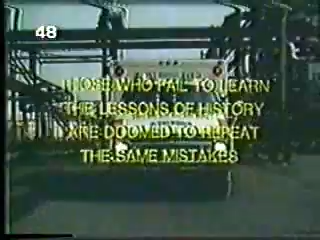 48
THOSE WHO FAIL TO LEARN
THE LESSONS OF HISTORY
ARE DOOMED TO REPEAT
THE SAME MISTAKES